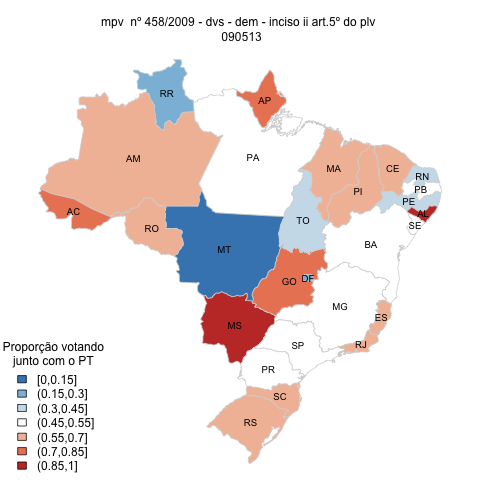 mpv nº 458/2009 - dvs - dem - inciso ii art.5º do plv
090513
RR
AP
AM
PA
MA
CE
RN
PI
PB
PE
AC
AL
TO
SE
RO
BA
MT
GO
DF
MG
ES
MS
SP
RJ
PR
SC
RS
Proporção votando
junto com o PT
[0,0.15]
(0.15,0.3]
(0.3,0.45]
(0.45,0.55]
(0.55,0.7]
(0.7,0.85]
(0.85,1]